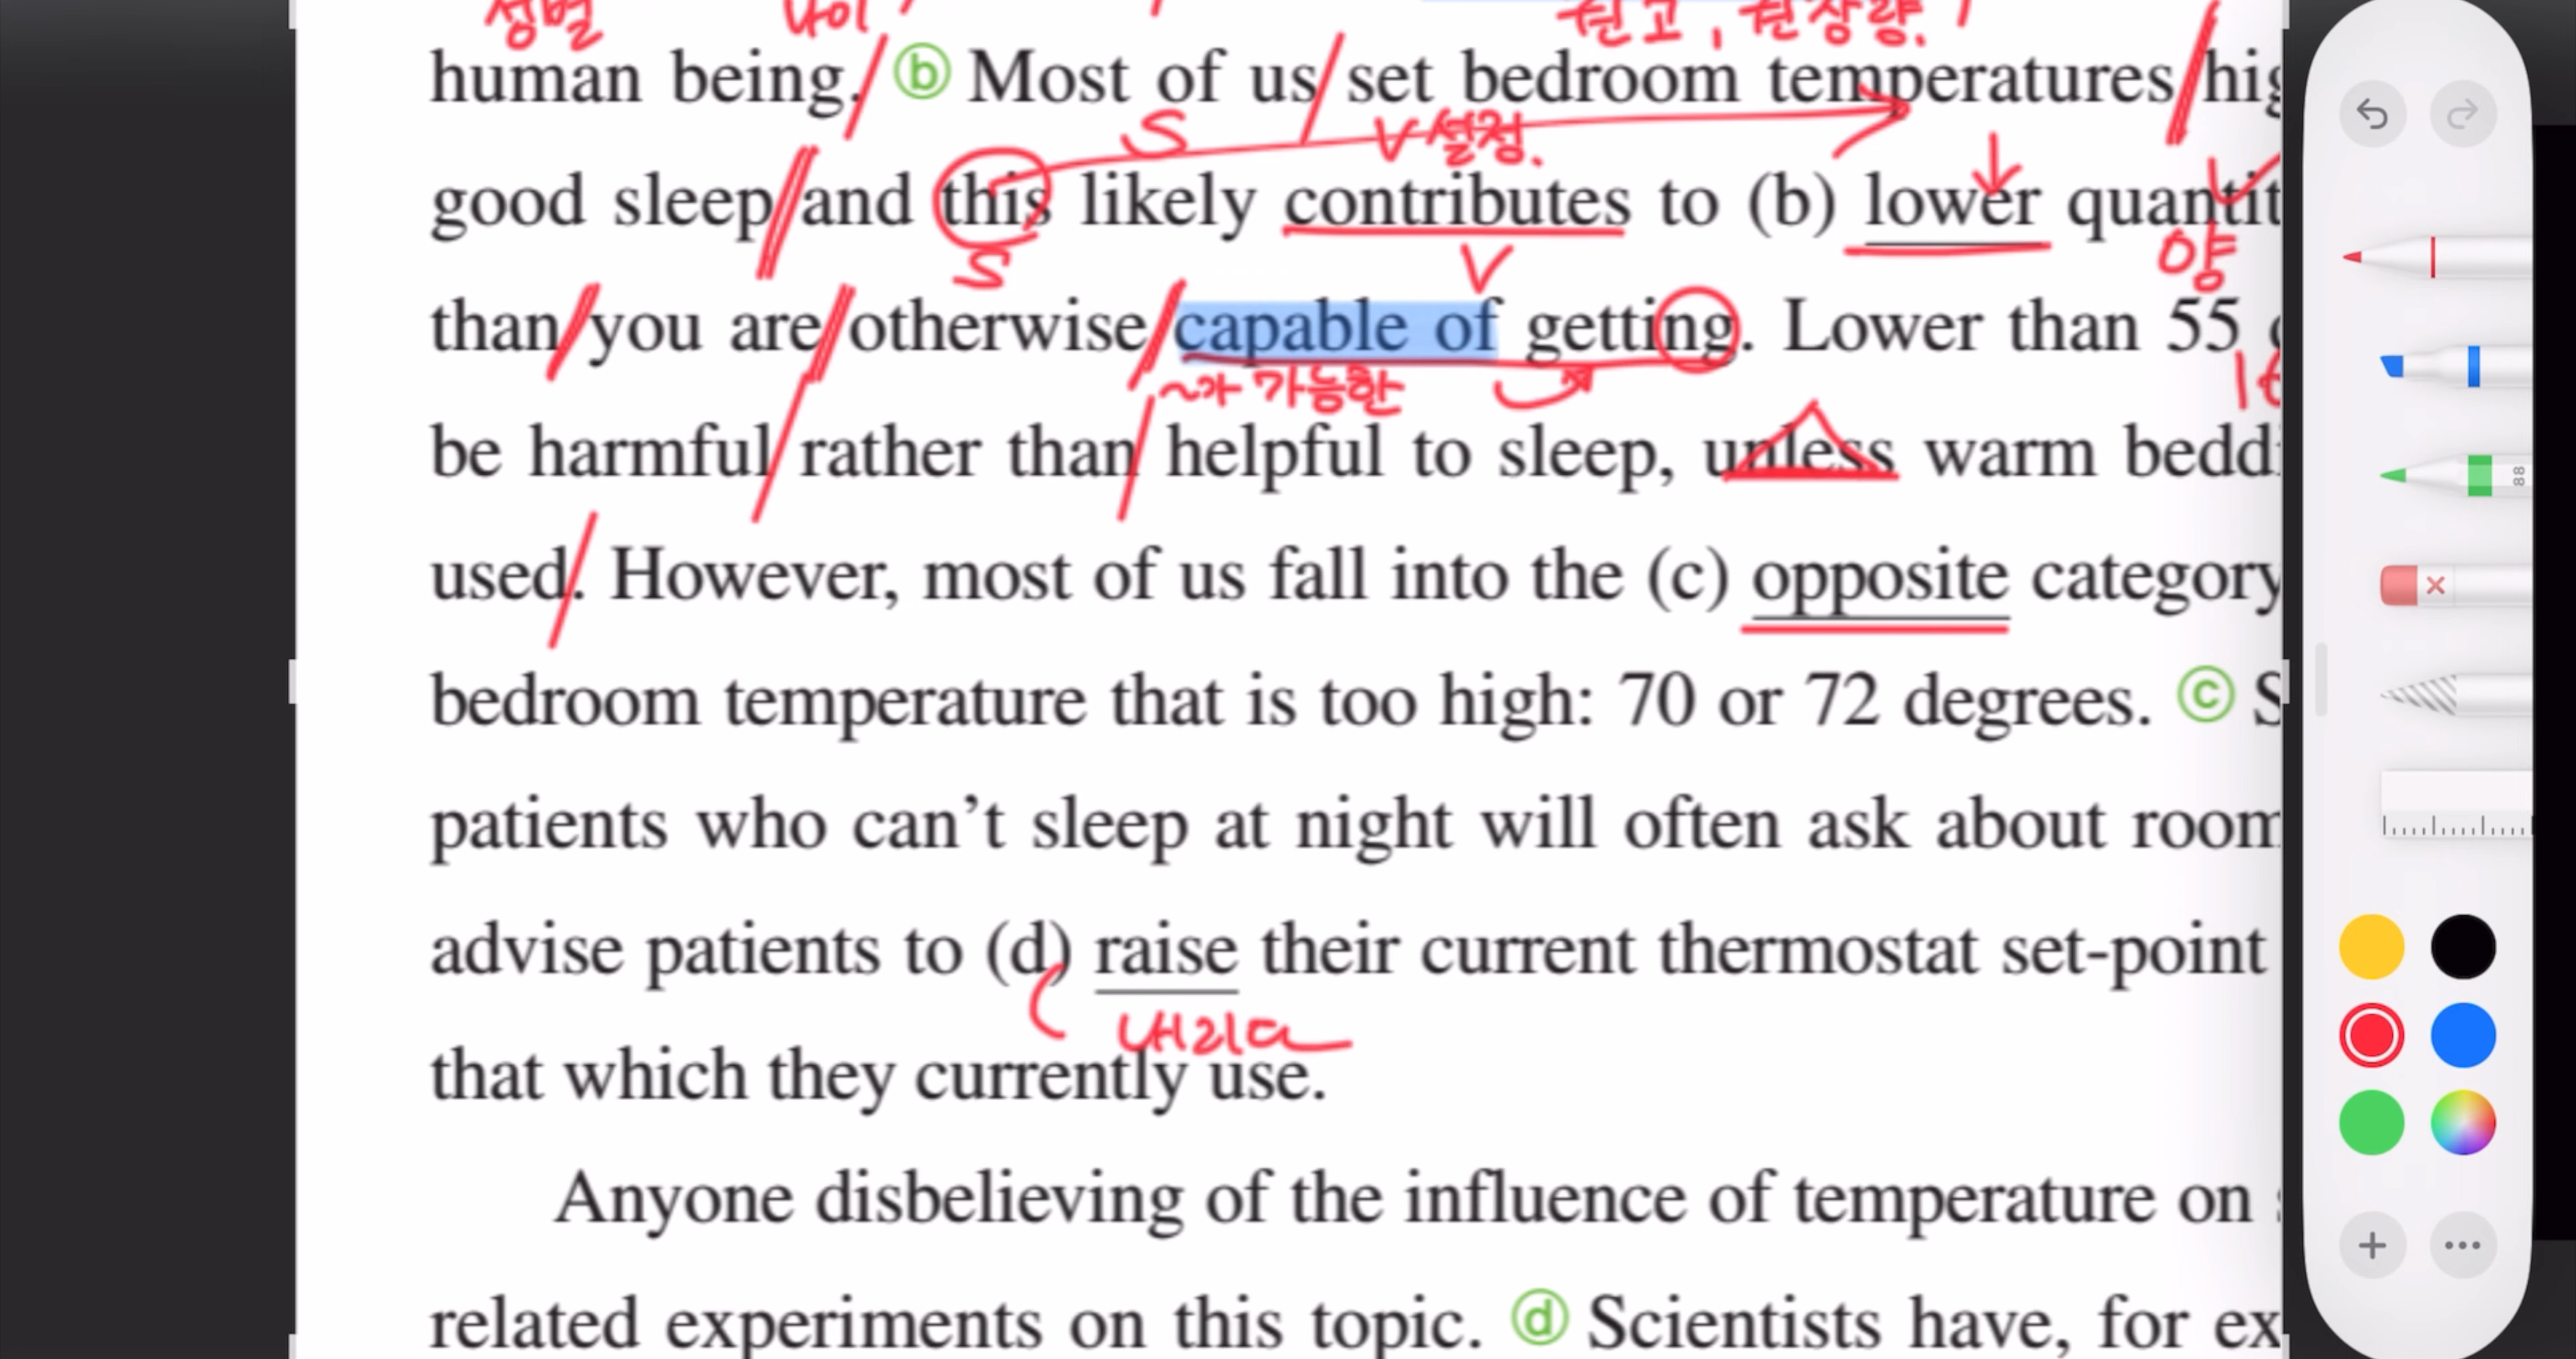 성별 나이 권고, 권장량.
human being. ⓑ Most of us set bedroom temperatures
S V 설정.
good sleep and this likely contributes to (b) lower
S V 양
than you are otherwise capable of getting. Lower than 55
~가 가능한
be harmful rather than helpful to sleep, unless warm
used. However, most of us fall into the (c) opposite category
bedroom temperature that is too high: 70 or 72 degrees. ⓒ
patients who can't sleep at night will often ask about room
advise patients to (d) raise their current thermostat set-point
내리다
that which they currently use.
Anyone disbelieving of the influence of temperature on
related experiments on this topic. ⓓ Scientists have, for
88